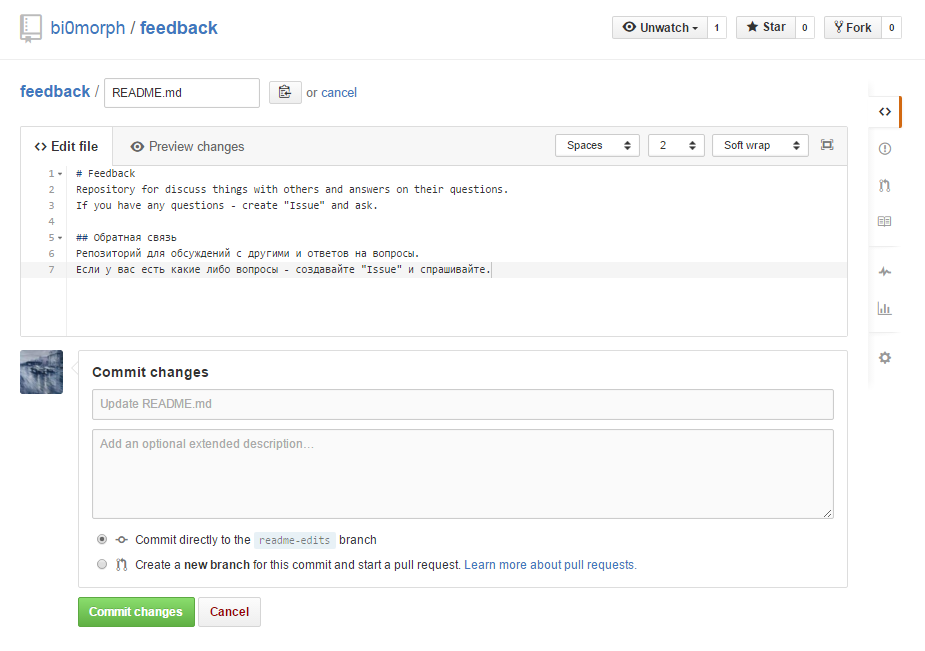 bi0morph / feedback
Unwatch 1 Star 0 Fork 0
feedback / README.md or cancel
Edit file Preview changes Spaces 2 Soft wrap
1 # Feedback
2 Repository for discuss things with others and answers on their questions.
3 If you have any questions - create "Issue" and ask.
4
5 ## Обратная связь
6 Репозиторий для обсуждений с другими и ответов на вопросы.
7 Если у вас есть какие либо вопросы - создавайте "Issue" и спрашивайте.
Commit changes
Update README.md
Add an optional extended description…
Commit directly to the readme-edits branch
Create a new branch for this commit and start a pull request. Learn more about pull requests.
Commit changes Cancel